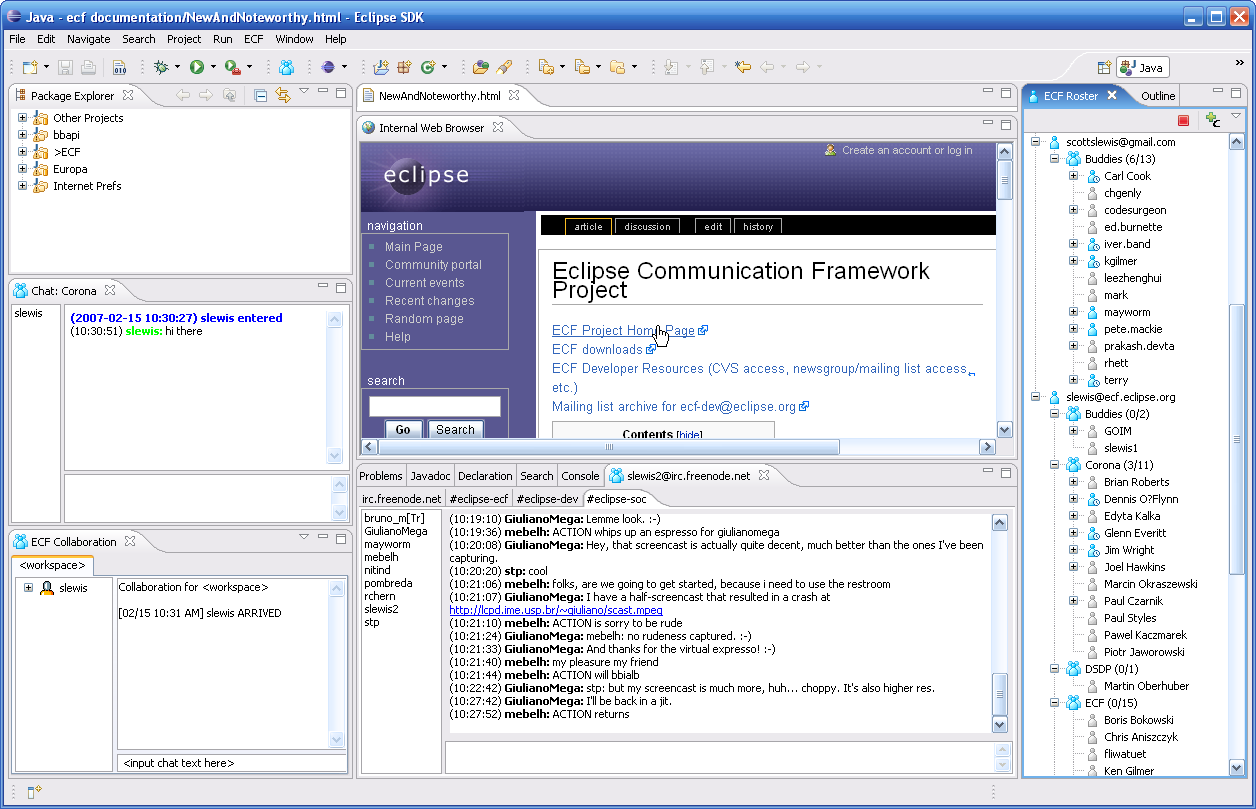 Java - ecf documentation/NewAndNoteworthy.html - Eclipse SDK
File Edit Navigate Search Project Run ECF Window Help
Java
Package Explorer
Other Projects
bbapi
>ECF
Europa
Internet Prefs
Chat: Corona
slewis
(2007-02-15 10:30:27) slewis entered
(10:30:51) slewis: hi there
ECF Collaboration
<workspace>
slewis
Collaboration for <workspace>
[02/15 10:31 AM] slewis ARRIVED
<input chat text here>
NewAndNoteworthy.html
Internal Web Browser
eclipse
Create an account or log in
navigation
Main Page
Community portal
Current events
Recent changes
Random page
Help
search
Go Search
article discussion edit history
Eclipse Communication Framework
Project
ECF Project Home Page
ECF downloads
ECF Developer Resources (CVS access, newsgroup/mailing list access,
etc.)
Mailing list archive for ecf-dev@eclipse.org
Contents [hide]
Problems Javadoc Declaration Search Console slewis2@irc.freenode.net
irc.freenode.net #eclipse-ecf #eclipse-dev #eclipse-soc
bruno_m[Tr]
GiulianoMega
mayworm
mebelh
nitind
pombreda
rchern
slewis2
stp
(10:19:10) GiulianoMega: Lemme look. :-)
(10:19:36) mebelh: ACTION whips up an espresso for giulianomega
(10:20:08) GiulianoMega: Hey, that screencast is actually quite decent, much better than the ones I've been
capturing.
(10:20:20) stp: cool
(10:21:06) mebelh: folks, are we going to get started, because i need to use the restroom
(10:21:07) GiulianoMega: I have a half-screencast that resulted in a crash at
http://lcpd.ime.usp.br/~giuliano/scast.mpeg
(10:21:10) mebelh: ACTION is sorry to be rude
(10:21:24) GiulianoMega: mebelh: no rudeness captured. :-)
(10:21:33) GiulianoMega: And thanks for the virtual expresso! :-)
(10:21:40) mebelh: my pleasure my friend
(10:21:44) mebelh: ACTION will bbialb
(10:22:42) GiulianoMega: stp: but my screencast is much more, huh... choppy. It's also higher res.
(10:27:42) GiulianoMega: I'll be back in a jit.
(10:27:52) mebelh: ACTION returns
ECF Roster Outline
scottslewis@gmail.com
Buddies (6/13)
Carl Cook
chgenly
codesurgeon
ed.burnette
iver.band
kgilmer
leezhenghui
mark
mayworm
pete.mackie
prakash.devta
rhett
terry
slewis@ecf.eclipse.org
Buddies (0/2)
GOIM
slewis1
Corona (3/11)
Brian Roberts
Dennis O?Flynn
Edyta Kalka
Glenn Everitt
Jim Wright
Joel Hawkins
Marcin Okraszewski
Paul Czarnik
Paul Styles
Pawel Kaczmarek
Piotr Jaworowski
DSDP (0/1)
Martin Oberhuber
ECF (0/15)
Boris Bokowski
Chris Aniszczyk
fliwatuet
Ken Gilmer